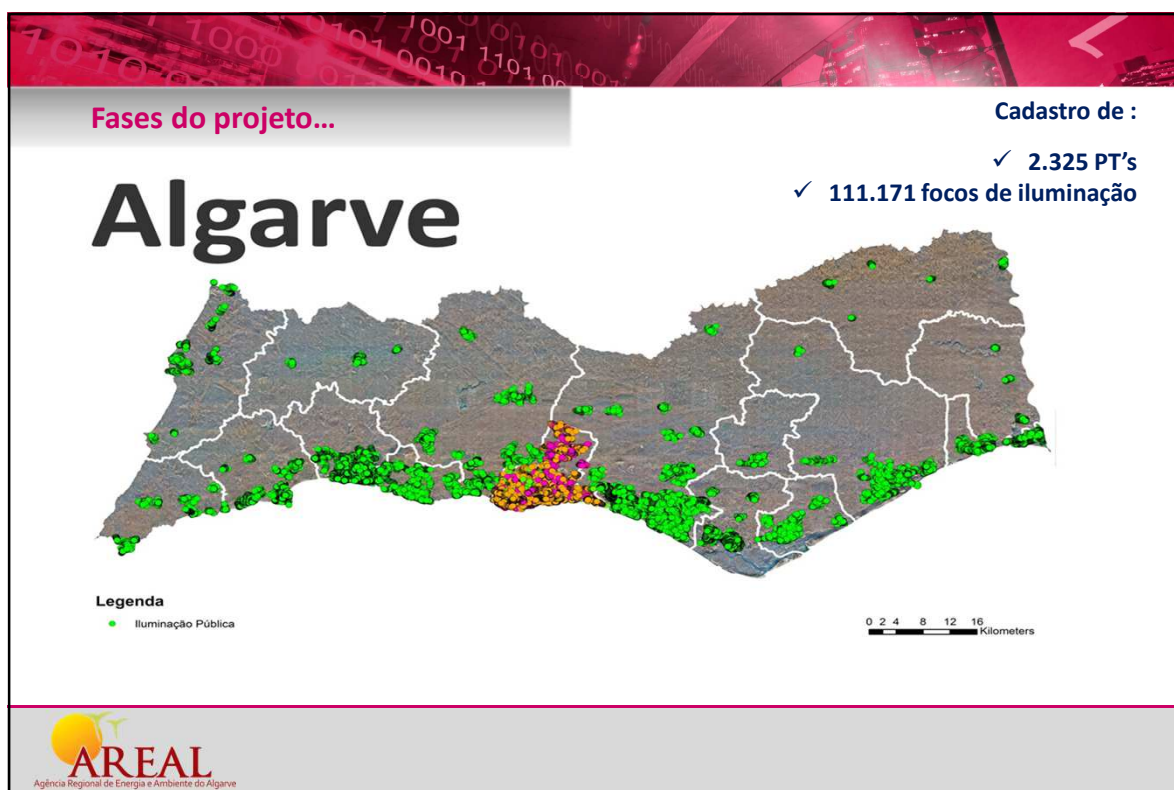 Fases do projeto…
Cadastro de :
✓ 2.325 PT’s
✓ 111.171 focos de iluminação
Algarve
Legenda
Iluminação Pública
0 2 4 8 12 16
Kilometers
AREAL
Agência Regional de Energia e Ambiente do Algarve